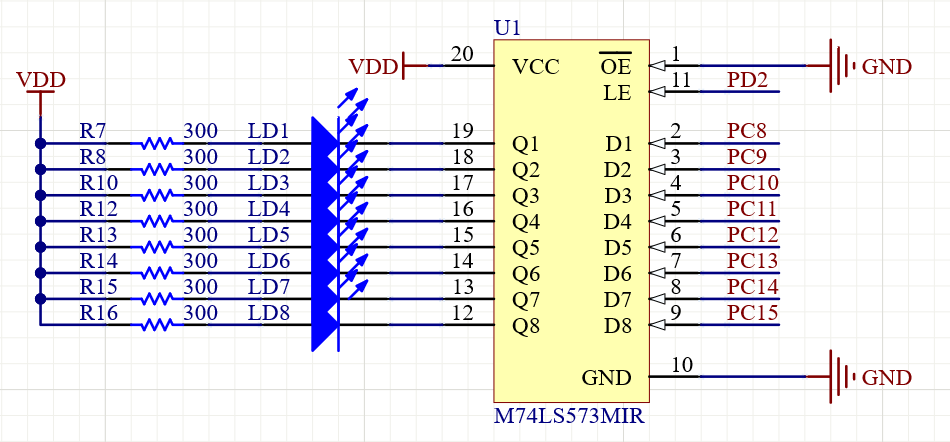 U1
VDD 20 VCC OE 1 GND
VDD
LE 11 PD2
R7 300 LD1 19 Q1 D1 2 PC8
R8 300 LD2 18 Q2 D2 3 PC9
R10 300 LD3 17 Q3 D3 4 PC10
R12 300 LD4 16 Q4 D4 5 PC11
R13 300 LD5 15 Q5 D5 6 PC12
R14 300 LD6 14 Q6 D6 7 PC13
R15 300 LD7 13 Q7 D7 8 PC14
R16 300 LD8 12 Q8 D8 9 PC15
GND 10 GND
M74LS573MIR